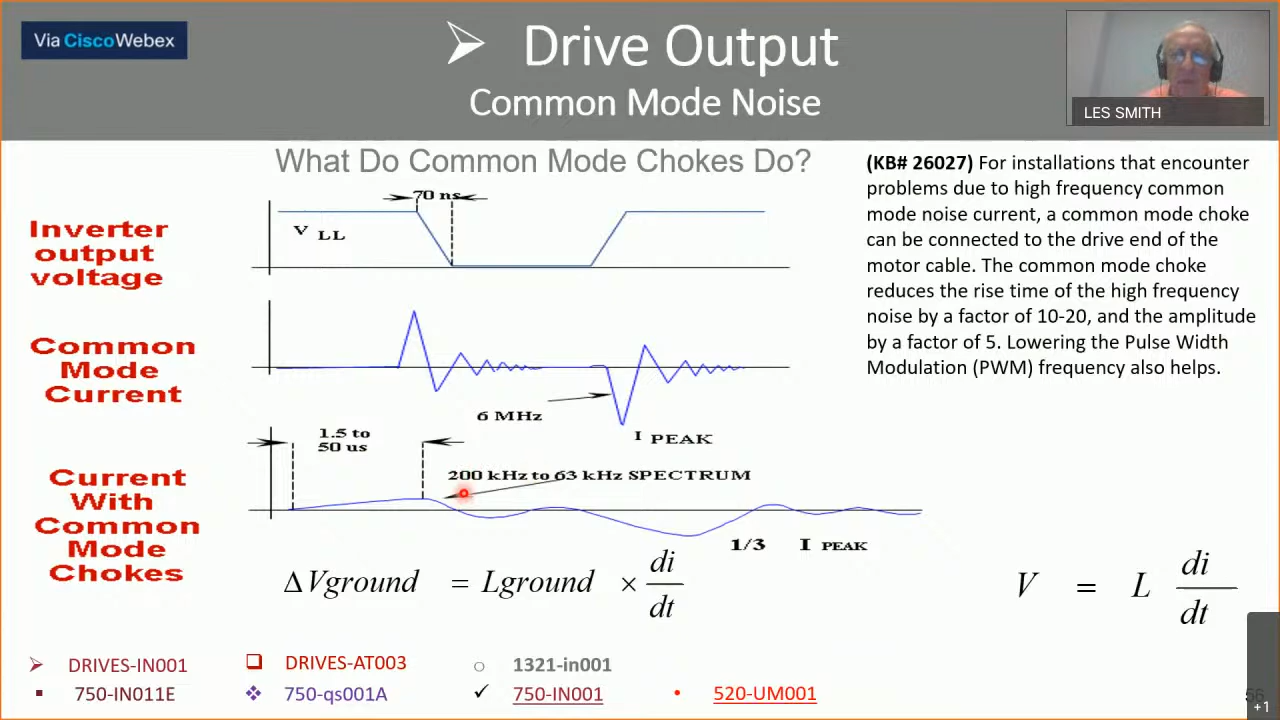 Via CiscoWebex
➢ Drive Output
Common Mode Noise
LES SMITH
What Do Common Mode Chokes Do?
Inverter
output
voltage
70 ns
V LL
Common
Mode
Current
6 MHz
I PEAK
Current
With
Common
Mode
Chokes
1.5 to
50 us
200 kHz to 63 kHz SPECTRUM
1/3 I PEAK
ΔVground = Lground × di/dt
(KB# 26027) For installations that encounter
problems due to high frequency common
mode noise current, a common mode choke
can be connected to the drive end of the
motor cable. The common mode choke
reduces the rise time of the high frequency
noise by a factor of 10-20, and the amplitude
by a factor of 5. Lowering the Pulse Width
Modulation (PWM) frequency also helps.
V = L di/dt
➢ DRIVES-IN001
❑ DRIVES-AT003
○ 1321-in001
▪ 750-IN011E
❖ 750-qs001A
✓ 750-IN001
• 520-UM001
56
+1